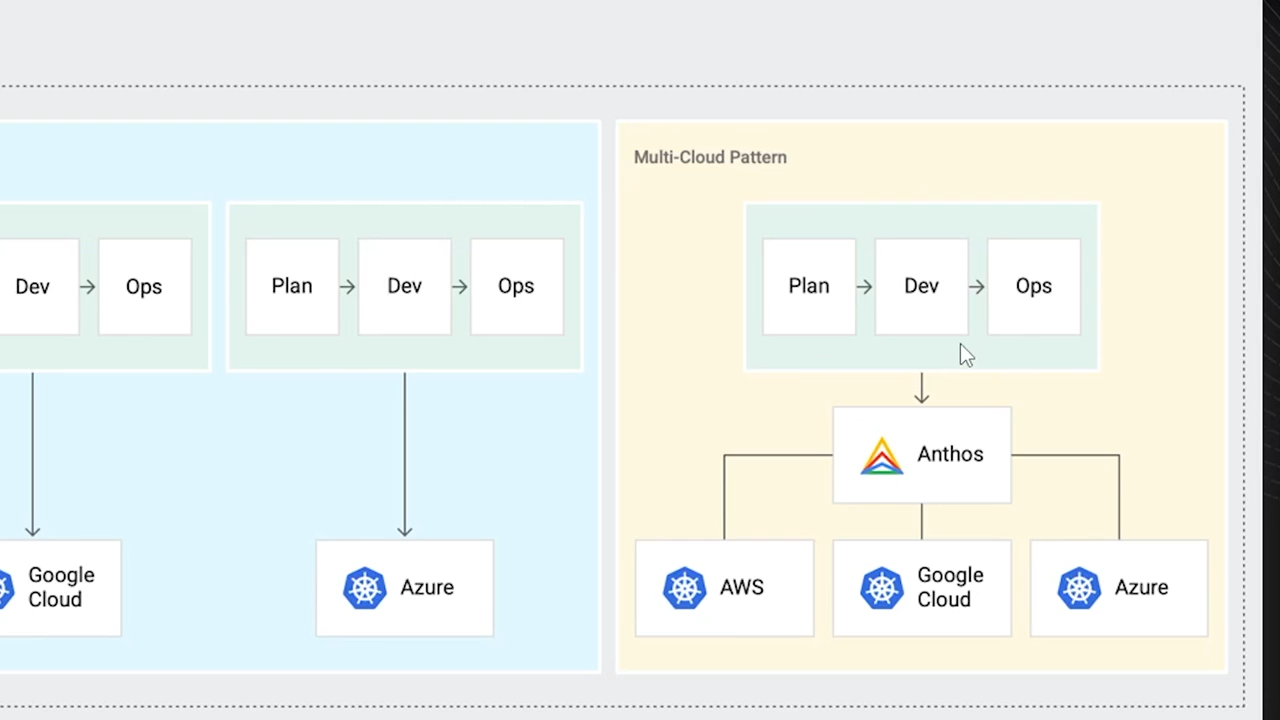 Multi-Cloud Pattern
Dev
Ops
Plan
Dev
Ops
Plan
Dev
Ops
Anthos
Google
Cloud
Azure
AWS
Google
Cloud
Azure